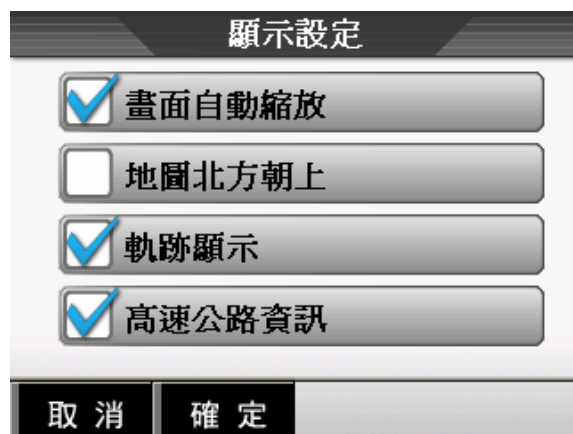 顯示設定
畫面自動縮放
地圖北方朝上
軌跡顯示
高速公路資訊
取消 確定